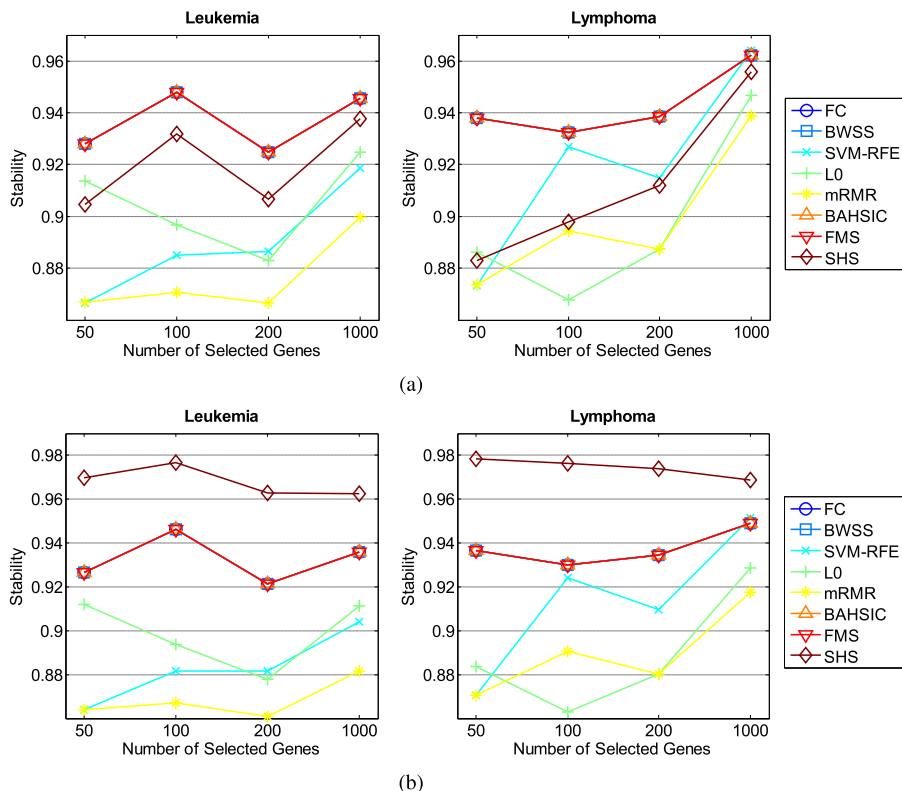 Leukemia
Lymphoma
0.96
0.94
0.92
0.9
0.88
Stability
50
100
200
1000
Number of Selected Genes
0.96
0.94
0.92
0.9
0.88
Stability
50
100
200
1000
Number of Selected Genes
FC
BWSS
SVM-RFE
L0
mRMR
BAHSIC
FMS
SHS
(a)
Leukemia
Lymphoma
0.98
0.96
0.94
0.92
0.9
0.88
Stability
50
100
200
1000
Number of Selected Genes
0.98
0.96
0.94
0.92
0.9
0.88
Stability
50
100
200
1000
Number of Selected Genes
FC
BWSS
SVM-RFE
L0
mRMR
BAHSIC
FMS
SHS
(b)